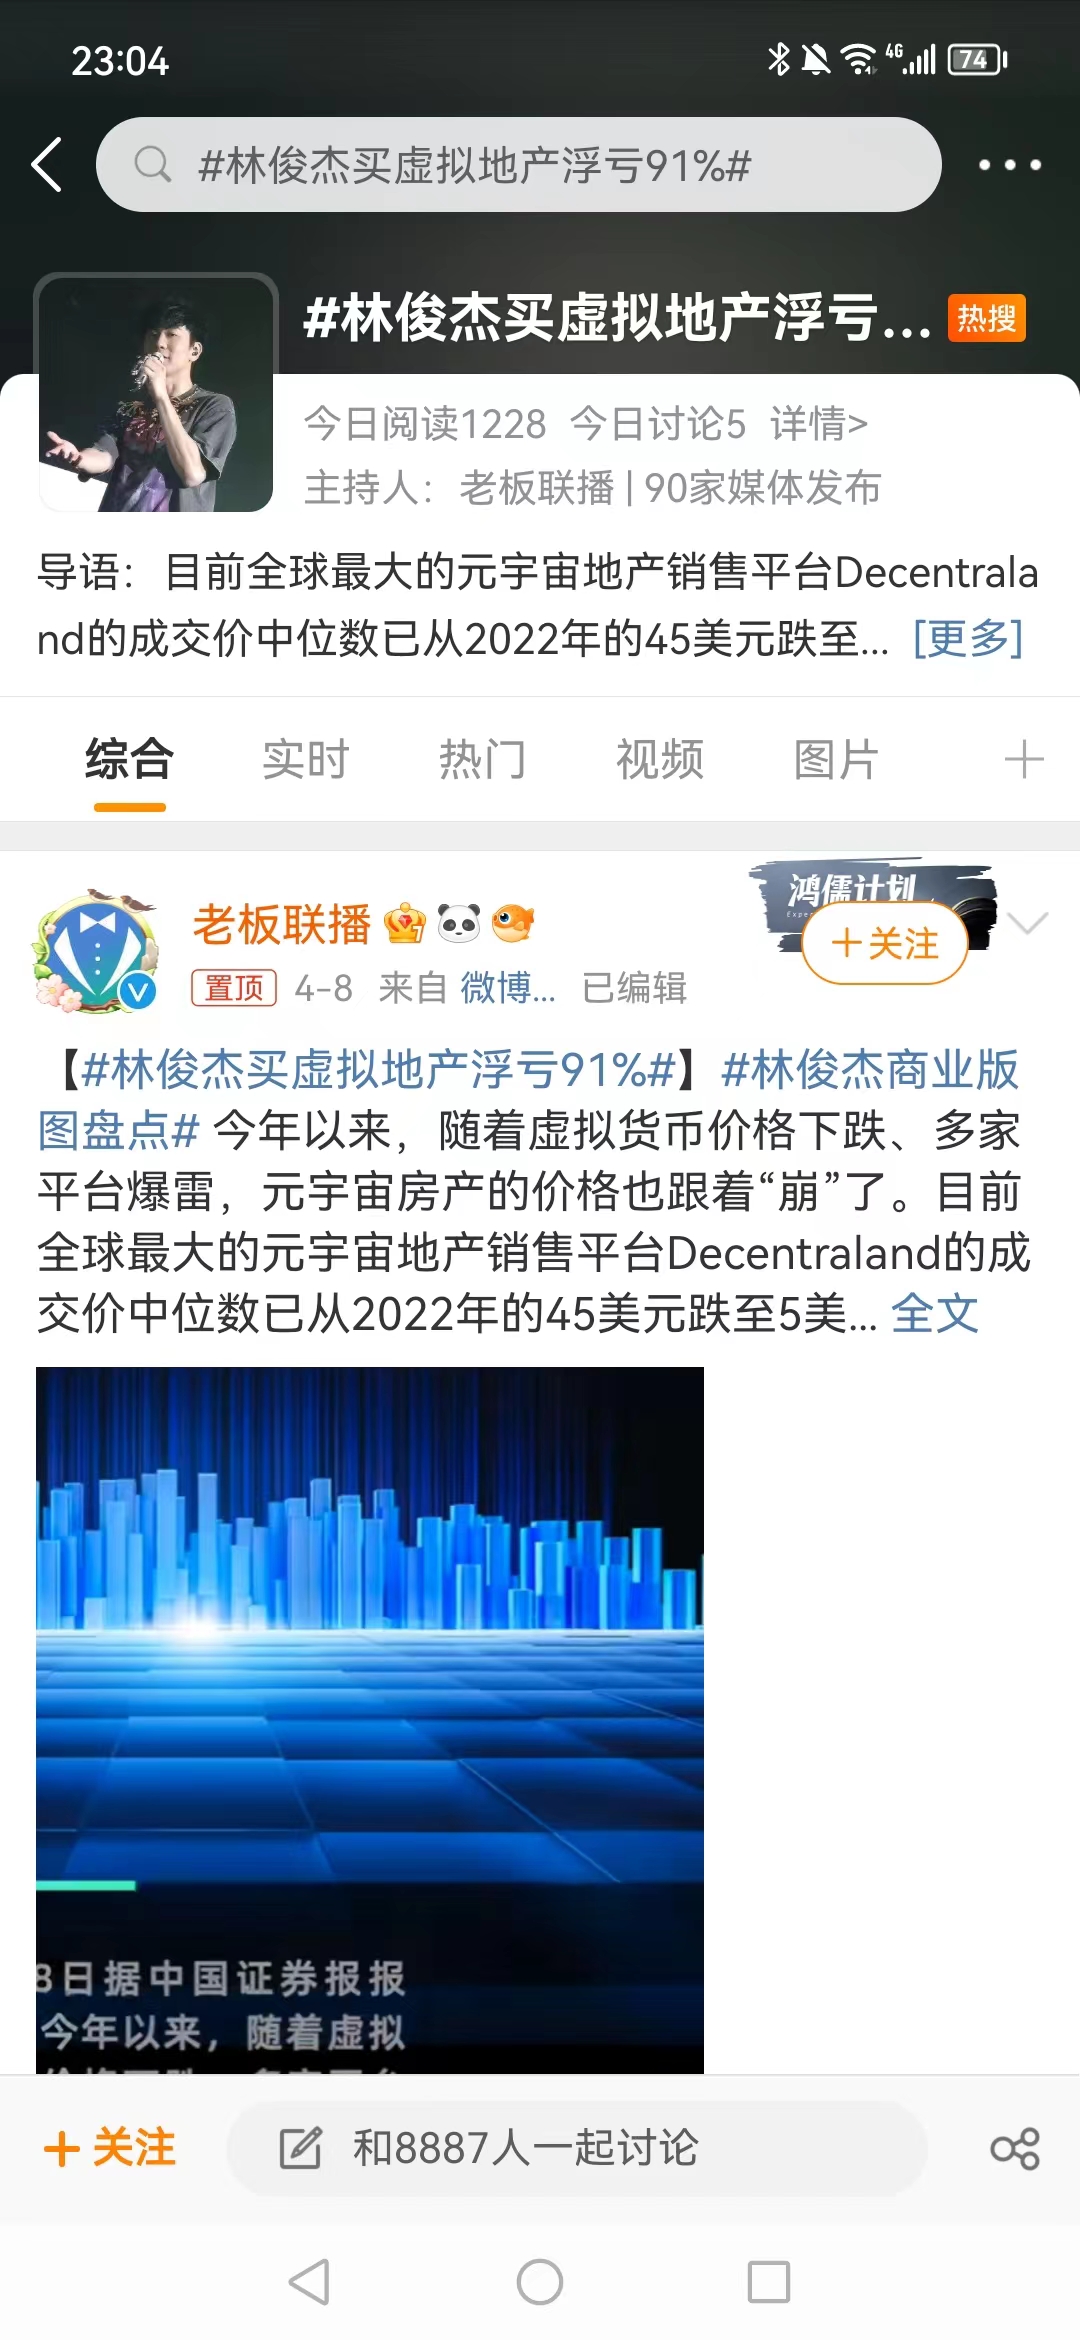 23:04
4G
74
#林俊杰买虚拟地产浮亏91%#
#林俊杰买虚拟地产浮亏... 热搜
今日阅读1228 今日讨论5 详情>
主持人：老板联播 | 90家媒体发布
导语：目前全球最大的元宇宙地产销售平台Decentrala
nd的成交价中位数已从2022年的45美元跌至... [更多]
综合 实时 热门 视频 图片
鸿儒计划
老板联播
+关注
置顶 4-8 来自 微博... 已编辑
【#林俊杰买虚拟地产浮亏91%#】#林俊杰商业版
图盘点# 今年以来，随着虚拟货币价格下跌、多家
平台爆雷，元宇宙房产的价格也跟着“崩”了。目前
全球最大的元宇宙地产销售平台Decentraland的成
交价中位数已从2022年的45美元跌至5美... 全文
8日据中国证券报报
今年以来，随着虚拟
+关注
和8887人一起讨论